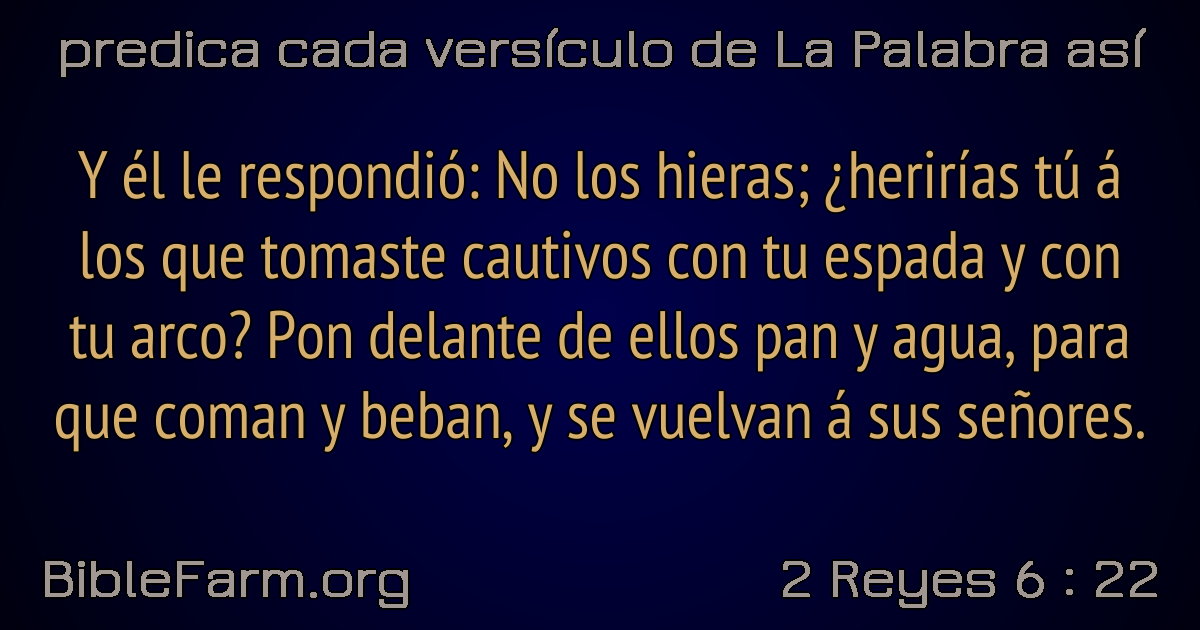 predica cada versículo de La Palabra así
Y él le respondió: No los hieras; ¿herirías tú á
los que tomaste cautivos con tu espada y con
tu arco? Pon delante de ellos pan y agua, para
que coman y beban, y se vuelvan á sus señores.
BibleFarm.org
2 Reyes 6 : 22